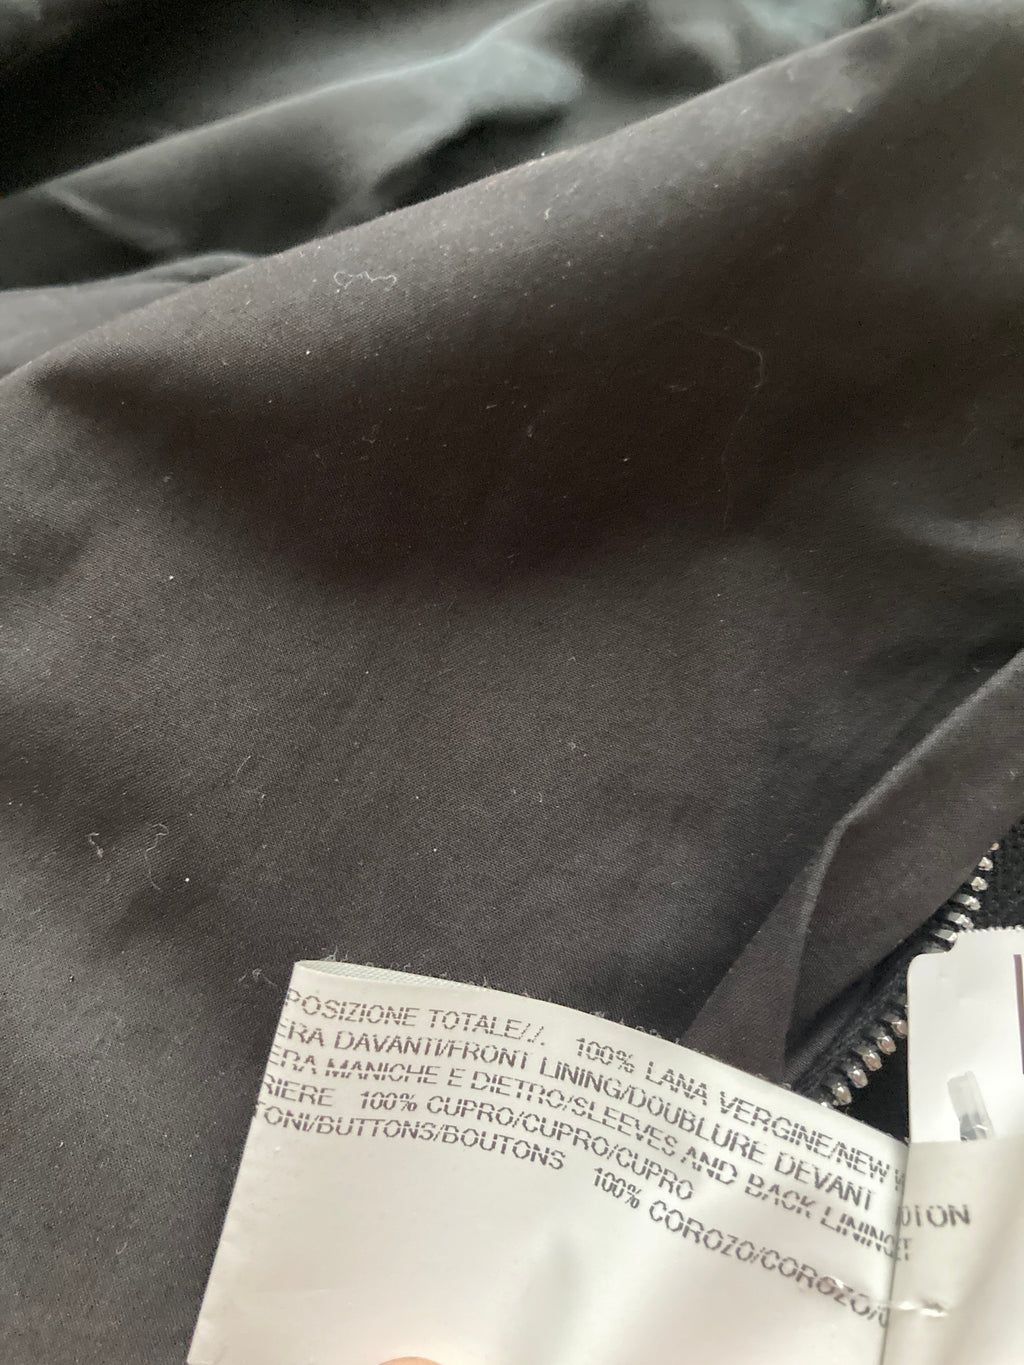 POSIZIONE TOTALE/./. 100% LANA VERGINE/NEW
ERA DAVANTI/FRONT LINING/DOUBLURE DEVANT
ERA MANICHE E DIETRO/SLEEVES AND BACK LINING
RIERE 100% CUPRO/CUPRO/CUPRO
TONI/BUTTONS/BOUTONS 100% COROZO/COROZO/
OTON